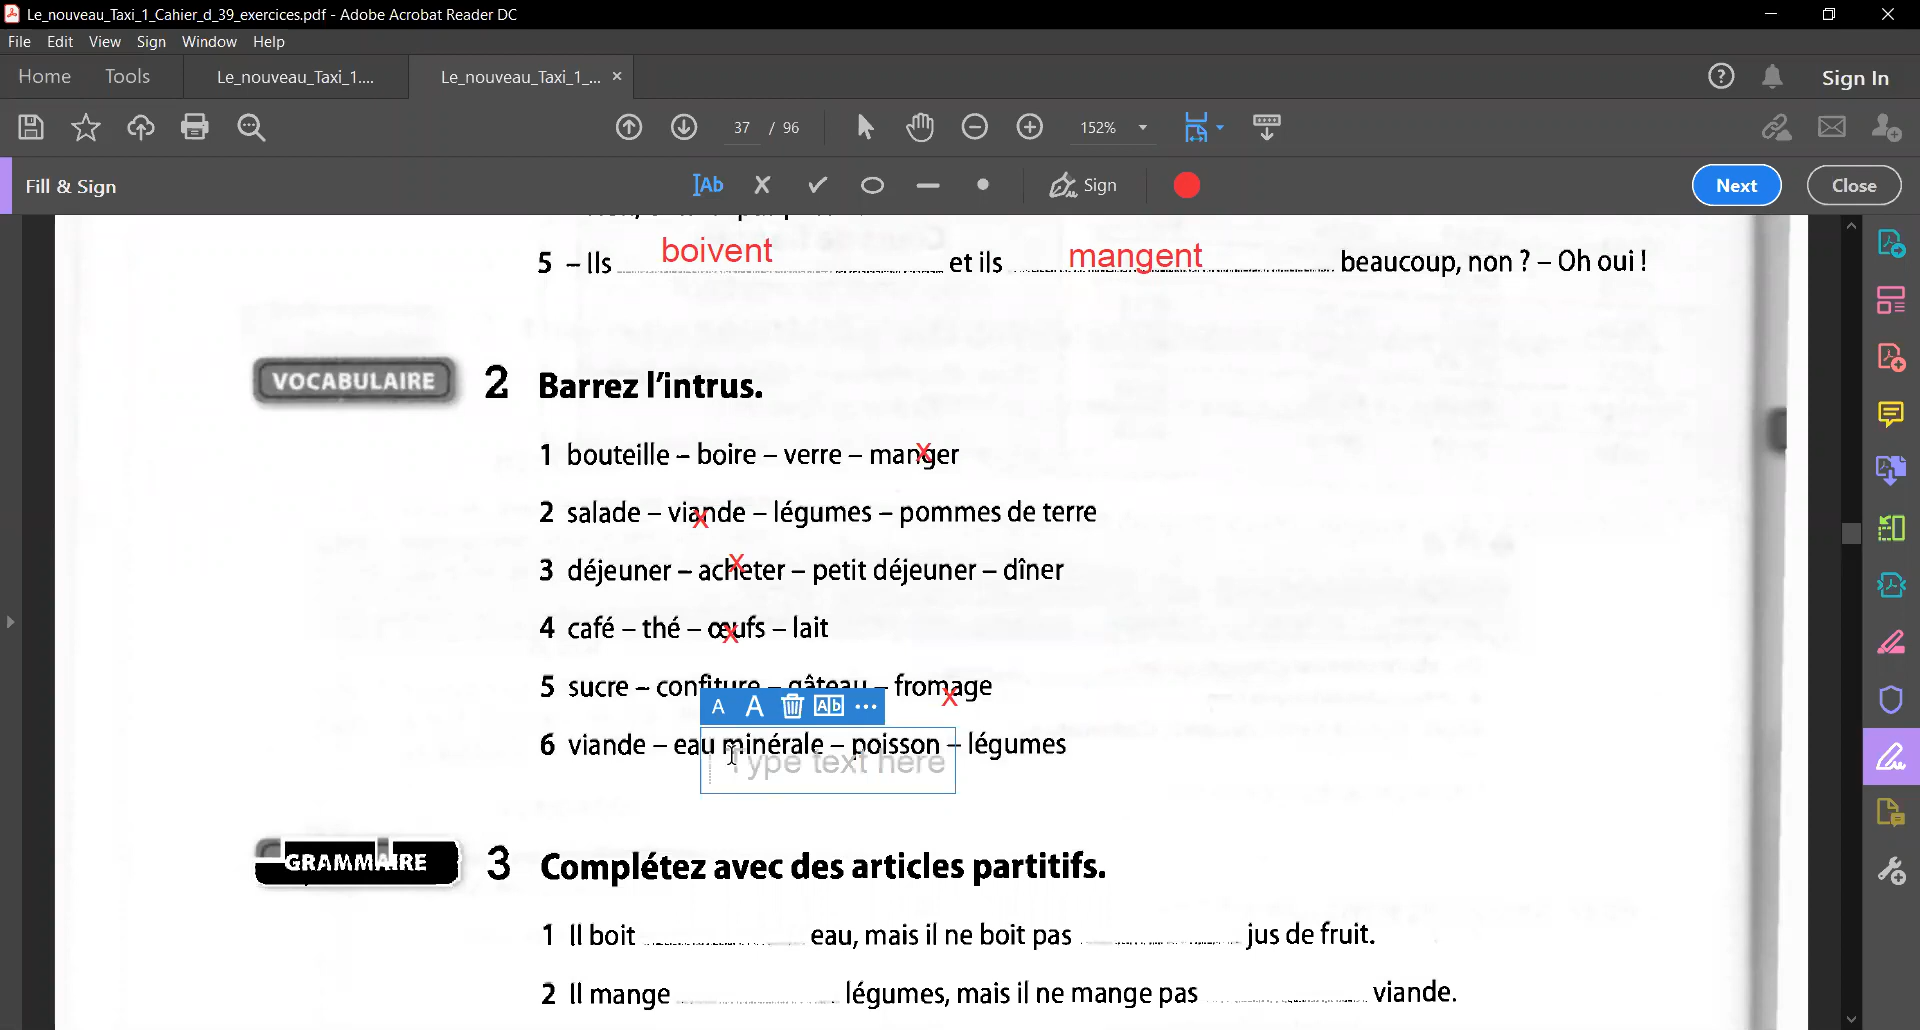 Le_nouveau_Taxi_1_Cahier_d_39_exercices.pdf - Adobe Acrobat Reader DC
File Edit View Sign Window Help
Home Tools Le_nouveau_Taxi_1.... Le_nouveau_Taxi_1_... × Sign In
37 / 96 152%
Fill & Sign Ab Sign Next Close
5 – Ils boivent et ils mangent beaucoup, non ? – Oh oui !
VOCABULAIRE 2 Barrez l'intrus.
1 bouteille – boire – verre – manger x
2 salade – viande – légumes – pommes de terre x
3 déjeuner – acheter – petit déjeuner – dîner x
4 café – thé – œufs – lait x
5 sucre – confiture – gâteau – fromage x
A A Ab ...
6 viande – eau minérale – poisson – légumes
Type text here
GRAMMAIRE 3 Complétez avec des articles partitifs.
1 Il boit eau, mais il ne boit pas jus de fruit.
2 Il mange légumes, mais il ne mange pas viande.